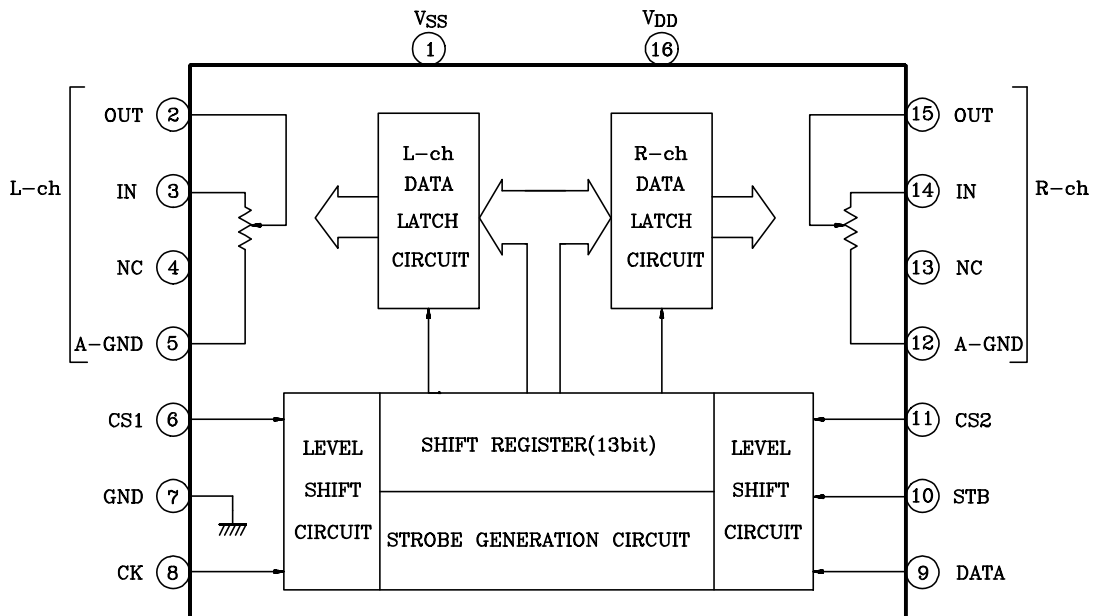 VSS
1
VDD
16
L-ch
OUT 2
IN 3
NC 4
A-GND 5
CS1 6
GND 7
CK 8
L-ch
DATA
LATCH
CIRCUIT
R-ch
DATA
LATCH
CIRCUIT
15 OUT
14 IN
13 NC
12 A-GND
11 CS2
10 STB
9 DATA
R-ch
LEVEL
SHIFT
CIRCUIT
SHIFT REGISTER(13bit)
STROBE GENERATION CIRCUIT
LEVEL
SHIFT
CIRCUIT